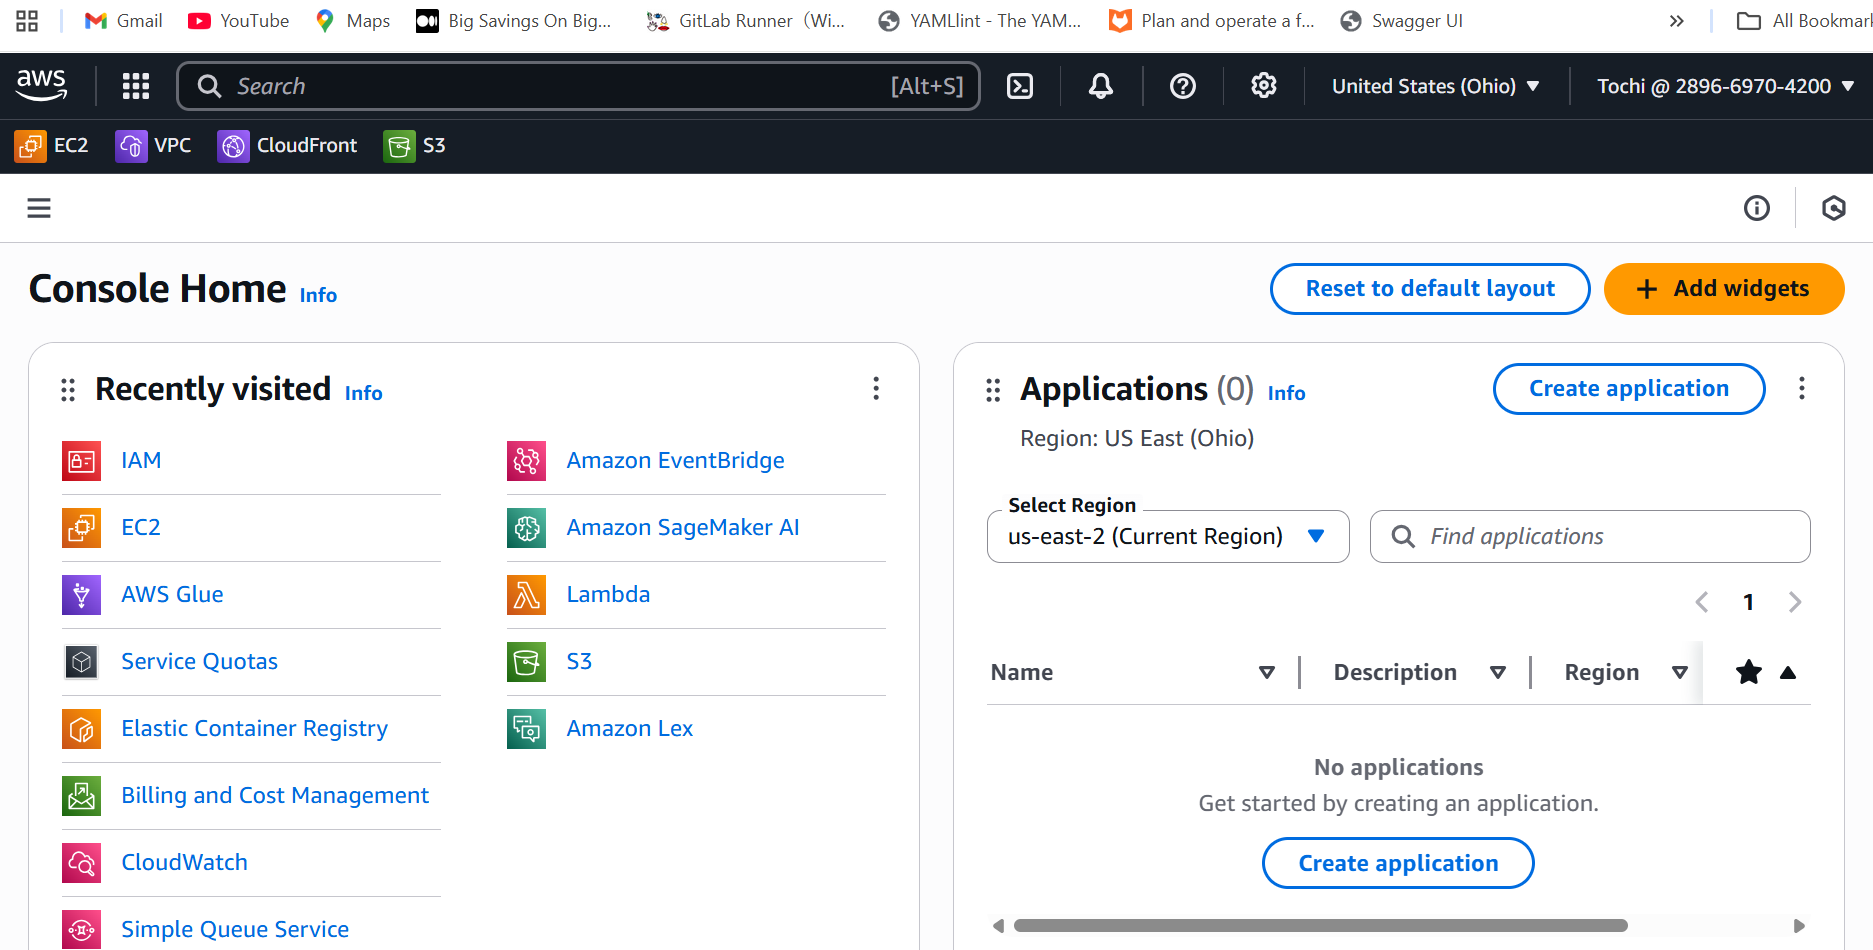 Gmail YouTube Maps Big Savings On Big... GitLab Runner（Wi... YAMLlint - The YAM... Plan and operate a f... Swagger UI » All Bookmark
aws Search [Alt+S] United States (Ohio) Tochi @ 2896-6970-4200
EC2 VPC CloudFront S3
Console Home Info Reset to default layout + Add widgets
Recently visited Info
IAM
EC2
AWS Glue
Service Quotas
Elastic Container Registry
Billing and Cost Management
CloudWatch
Simple Queue Service
Amazon EventBridge
Amazon SageMaker AI
Lambda
S3
Amazon Lex
Applications (0) Info Create application
Region: US East (Ohio)
Select Region
us-east-2 (Current Region) Find applications
1
Name Description Region
No applications
Get started by creating an application.
Create application